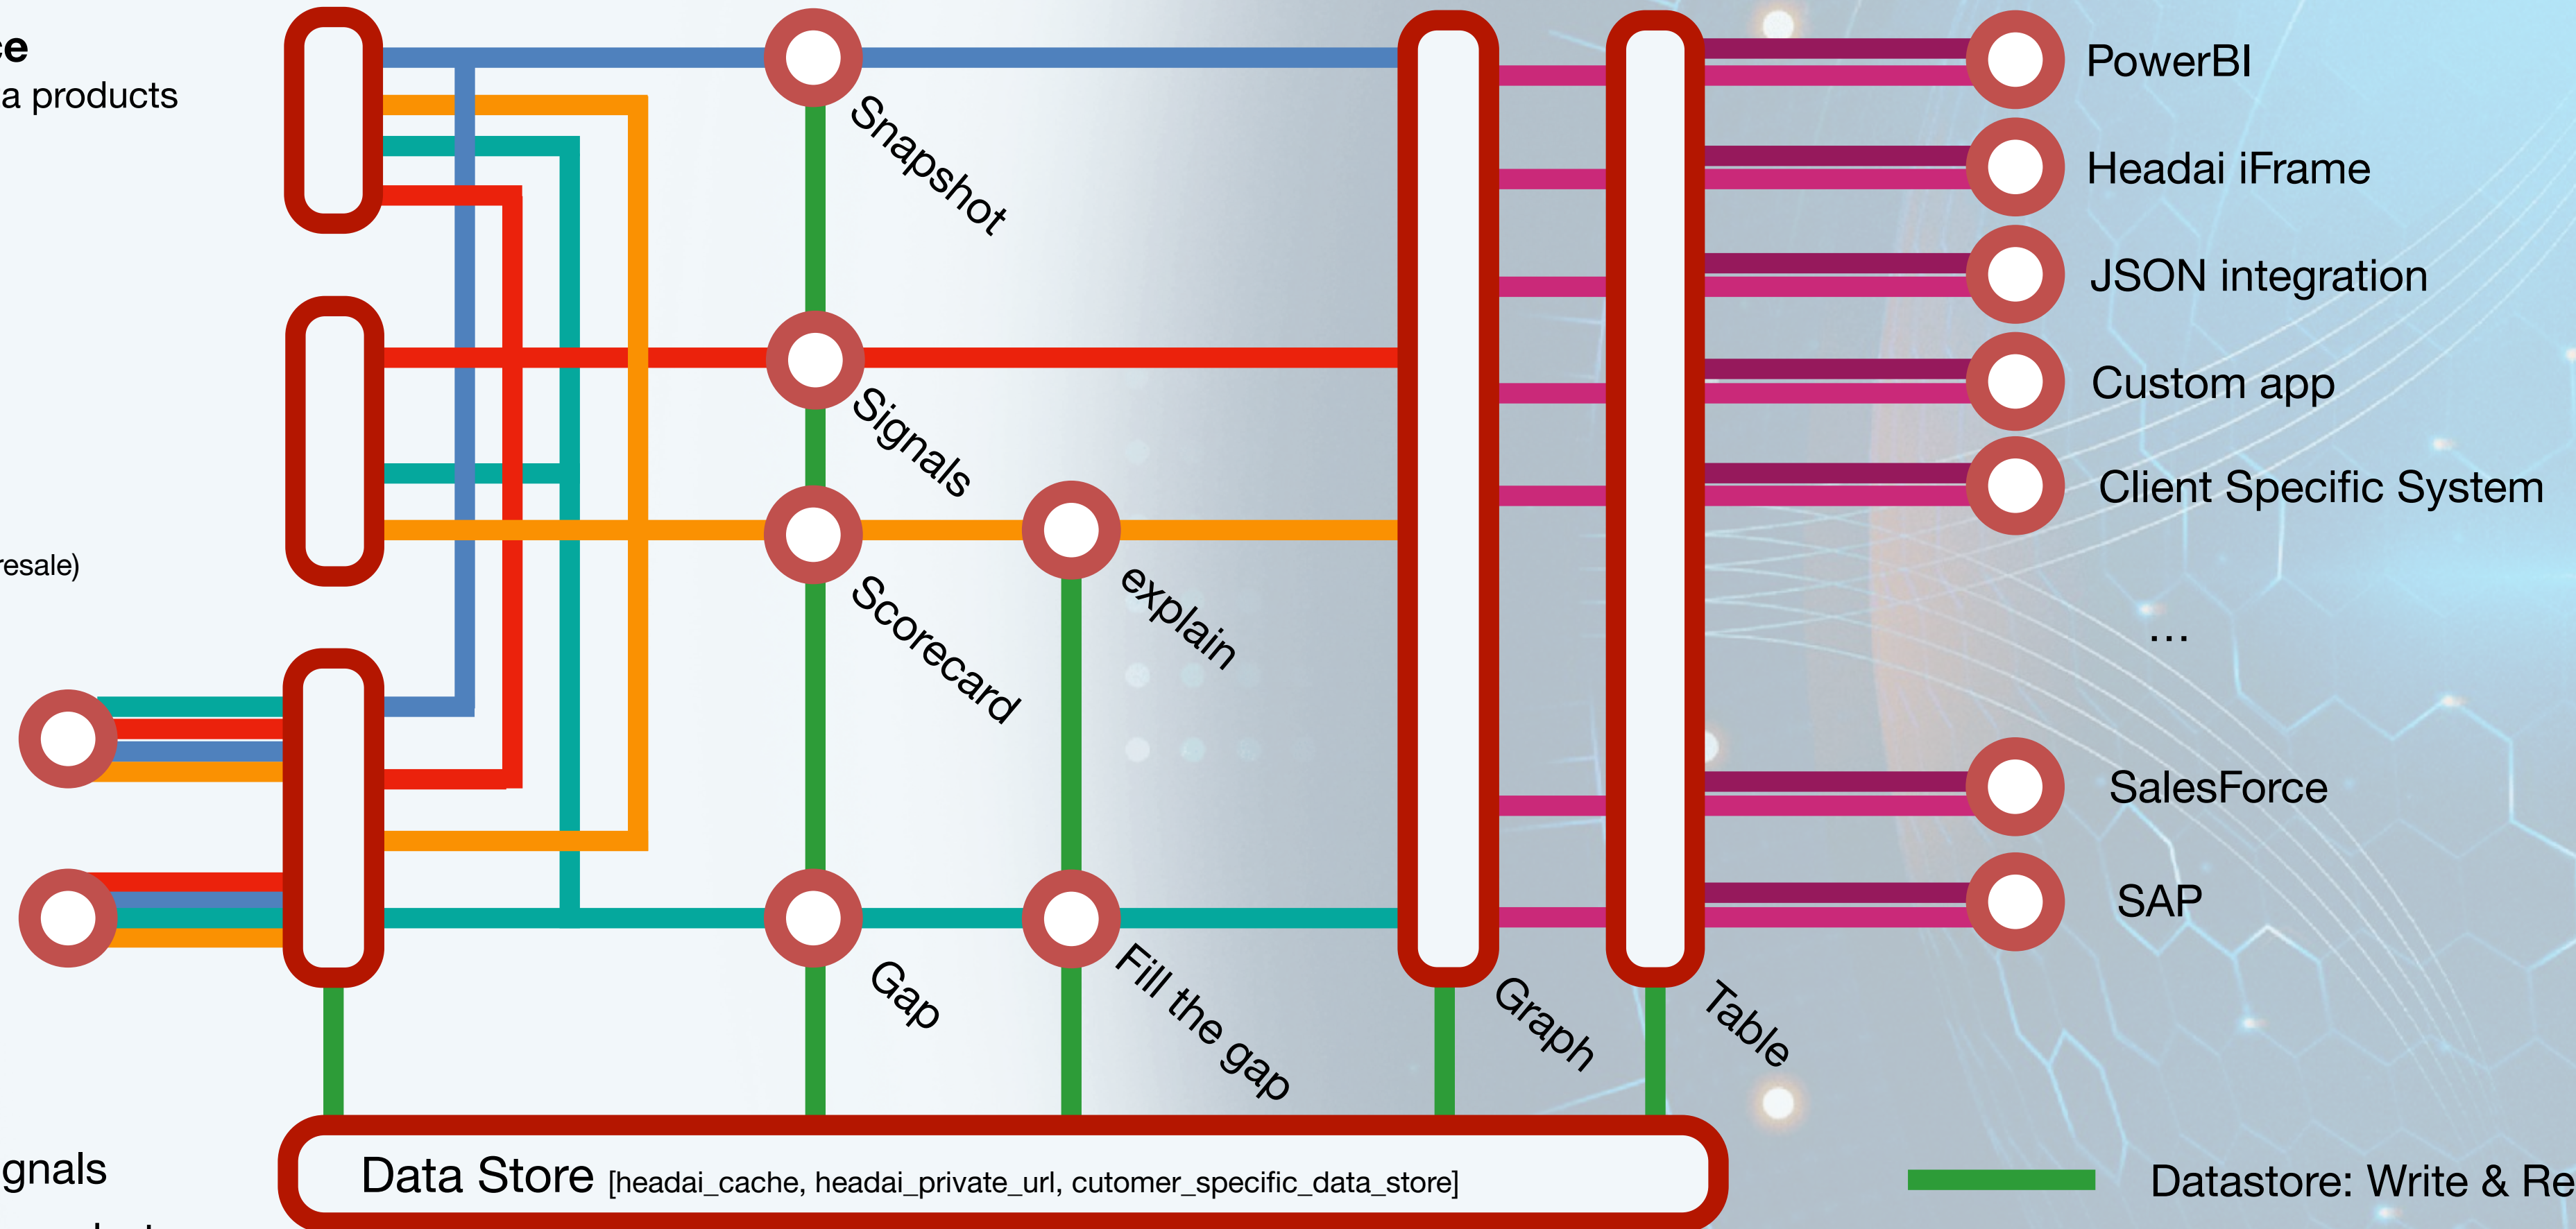 ce
a products
resale)
gnals
Snapshot
Signals
Scorecard
explain
Gap
Fill the gap
Graph
Table
PowerBI
Headai iFrame
JSON integration
Custom app
Client Specific System
...
SalesForce
SAP
Data Store [headai_cache, headai_private_url, cutomer_specific_data_store]
Datastore: Write & Re